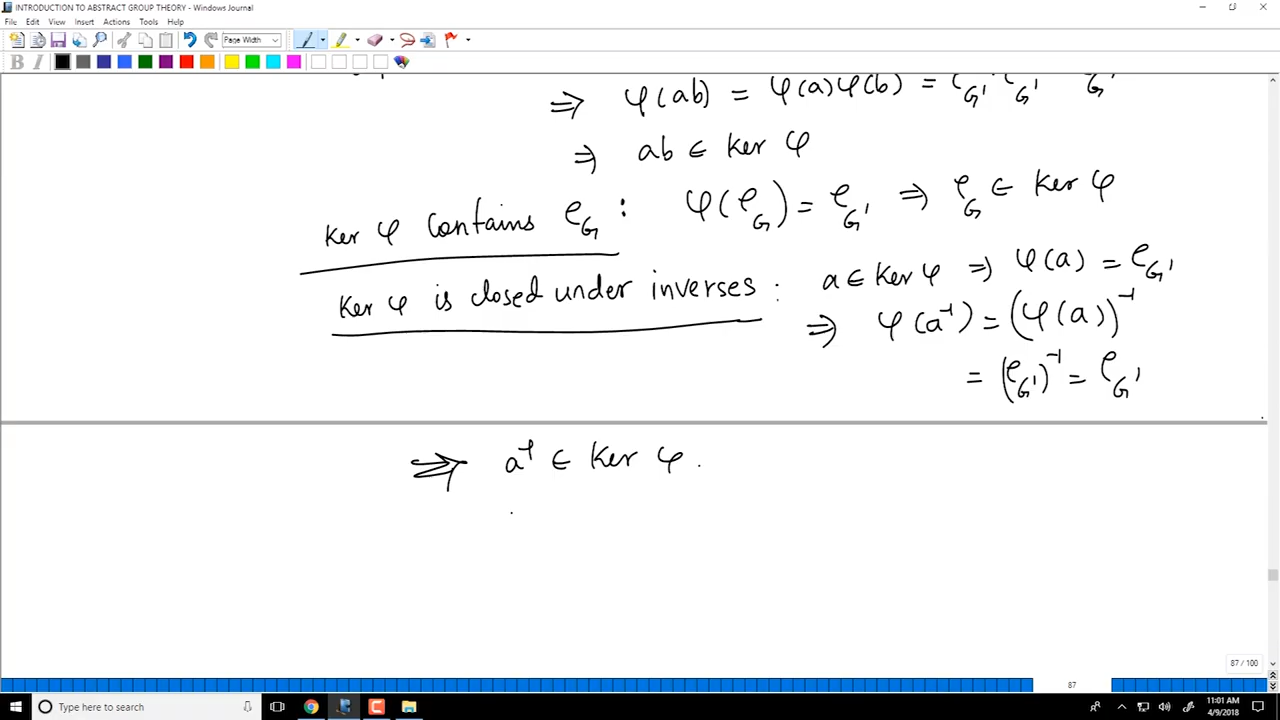 INTRODUCTION TO ABSTRACT GROUP THEORY - Windows Journal
File Edit View Insert Actions Tools Help
Page Width
B I
⇒ φ(ab) = φ(a)φ(b) = e_G' · e_G' e_G'
⇒ ab ∈ Ker φ
Ker φ contains e_G : φ(e_G) = e_G' ⇒ e_G ∈ Ker φ
Ker φ is closed under inverses : a ∈ Ker φ ⇒ φ(a) = e_G'
⇒ φ(a⁻¹) = (φ(a))⁻¹
= (e_G')⁻¹ = e_G'
⇒ a⁻¹ ∈ Ker φ .
87 / 100
87
Type here to search
11:01 AM
4/9/2018